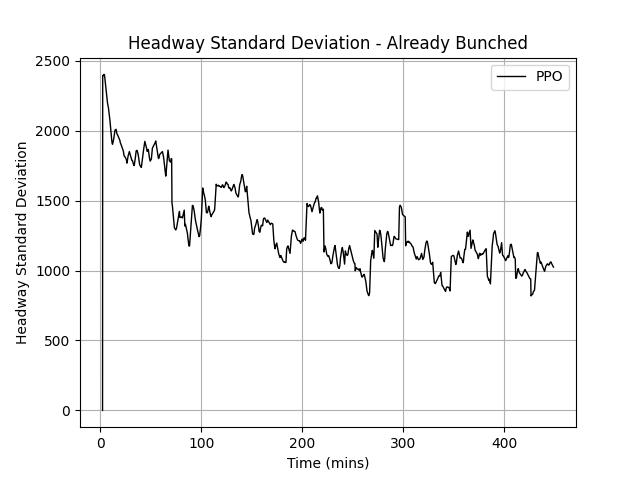 Headway Standard Deviation - Already Bunched
PPO
Headway Standard Deviation
2500
2000
1500
1000
500
0
0 100 200 300 400
Time (mins)